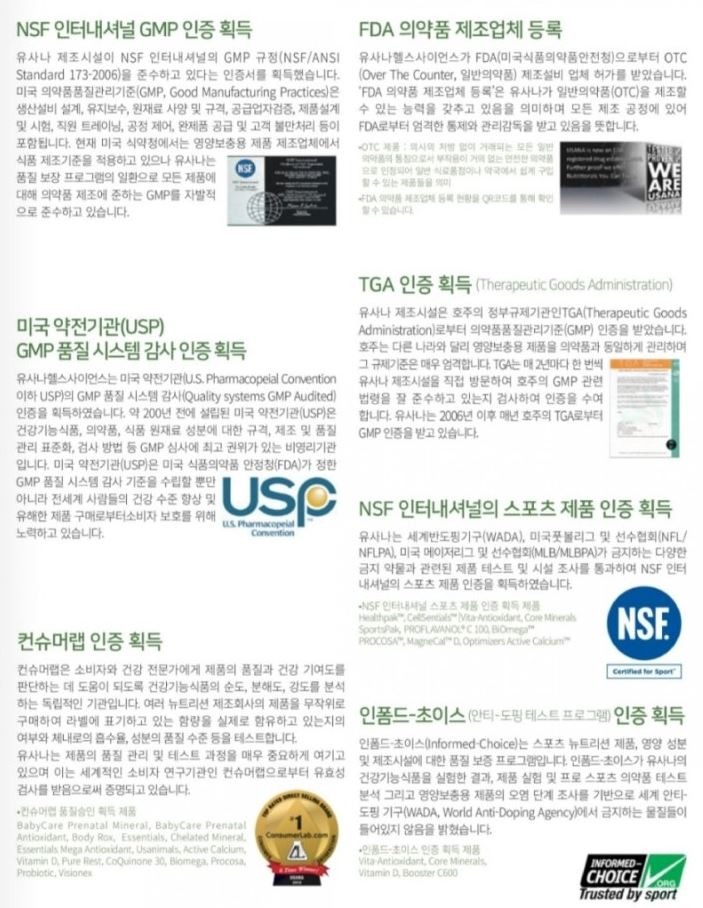 NSF 인터내셔널 GMP 인증 획득
유사나 제조시설이 NSF 인터내셔널의 GMP 규정(NSF/ANSI
Standard 173-2006)을 준수하고 있다는 인증서를 획득했습니다.
미국 의약품품질관리기준(GMP, Good Manufacturing Practices)은
생산설비 설계, 유지보수, 원재료 사양 및 규격, 공급업자검증, 제품설계
및 시험, 직원 트레이닝, 공정 제어, 완제품 공급 및 고객 불만처리 등이
포함됩니다. 현재 미국 식약청에서는 영양보충용 제품 제조업체에서
식품 제조기준을 적용하고 있으나 유사나는
품질 보장 프로그램의 일환으로 모든 제품에
대해 의약품 제조에 준하는 GMP를 자발적
으로 준수하고 있습니다.
NSF
미국 약전기관(USP)
GMP 품질 시스템 감사 인증 획득
유사나헬스사이언스는 미국 약전기관(U.S. Pharmacopeial Convention
이하 USP)의 GMP 품질 시스템 감사(Quality systems GMP Audited)
인증을 획득하였습니다. 약 200년 전에 설립된 미국 약전기관(USP)은
건강기능식품, 의약품, 식품 원재료 성분에 대한 규격, 제조 및 품질
관리 표준화, 검사 방법 등 GMP 심사에 최고 권위가 있는 비영리기관
입니다. 미국 약전기관(USP)은 미국 식품의약품 안정청(FDA)가 정한
GMP 품질 시스템 감사 기준을 수립할 뿐만
아니라 전세계 사람들의 건강 수준 향상 및
유해한 제품 구매로부터소비자 보호를 위해
노력하고 있습니다.
USP
U.S. Pharmacopeial
Convention
컨슈머랩 인증 획득
컨슈머랩은 소비자와 건강 전문가에게 제품의 품질과 건강 기여도를
판단하는 데 도움이 되도록 건강기능식품의 순도, 분해도, 강도를 분석
하는 독립적인 기관입니다. 여러 뉴트리션 제조회사의 제품을 무작위로
구매하여 라벨에 표기하고 있는 함량을 실제로 함유하고 있는지의
여부와 체내로의 흡수율, 성분의 품질 수준 등을 테스트합니다.
유사나는 제품의 품질 관리 및 테스트 과정을 매우 중요하게 여기고
있으며 이는 세계적인 소비자 연구기관인 컨슈머랩으로부터 유효성
검사를 받음으로써 증명되고 있습니다.
•컨슈머랩 품질승인 획득 제품
BabyCare Prenatal Mineral, BabyCare Prenatal
Antioxidant, Body Rox, Essentials, Chelated Mineral,
Essentials Mega Antioxidant, Usanimals, Active Calcium,
Vitamin D, Pure Rest, CoQuinone 30, Biomega, Procosa,
Probiotic, Visionex
#1
ConsumerLab.com
FDA 의약품 제조업체 등록
유사나헬스사이언스가 FDA(미국식품의약품안전청)으로부터 OTC
(Over The Counter, 일반의약품) 제조설비 업체 허가를 받았습니다.
'FDA 의약품 제조업체 등록'은 유사나가 일반의약품(OTC)을 제조할
수 있는 능력을 갖추고 있음을 의미하며 모든 제조 공정에 있어
FDA로부터 엄격한 통제와 관리감독을 받고 있음을 뜻합니다.
•OTC 제품 : 의사의 처방 없이 거래되는 모든 일반
의약품의 통칭으로서 부작용이 거의 없는 안전한 의약품
으로 인정되어 일반 식료품점이나 약국에서 쉽게 구입
할 수 있는 제품들을 의미
•FDA 의약품 제조업체 등록 현황을 QR코드를 통해 확인
할 수 있습니다.
WE
ARE
USANA
TGA 인증 획득 (Therapeutic Goods Administration)
유사나 제조시설은 호주의 정부규제기관인TGA(Therapeutic Goods
Administration)로부터 의약품품질관리기준(GMP) 인증을 받았습니다.
호주는 다른 나라와 달리 영양보충용 제품을 의약품과 동일하게 관리하며
그 규제기준은 매우 엄격합니다. TGA는 매 2년마다 한 번씩
유사나 제조시설을 직접 방문하여 호주의 GMP 관련
법령을 잘 준수하고 있는지 검사하여 인증을 수여
합니다. 유사나는 2006년 이후 매년 호주의 TGA로부터
GMP 인증을 받고 있습니다.
NSF 인터내셔널의 스포츠 제품 인증 획득
유사나는 세계반도핑기구(WADA), 미국풋볼리그 및 선수협회(NFL/
NFLPA), 미국 메이저리그 및 선수협회(MLB/MLBPA)가 금지하는 다양한
금지 약물과 관련된 제품 테스트 및 시설 조사를 통과하여 NSF 인터
내셔널의 스포츠 제품 인증을 획득하였습니다.
•NSF 인터내셔널 스포츠 제품 인증 획득 제품
Healthpak™, CellSentials™ (Vita·Antioxidant, Core Minerals
SportsPak, PROFLAVANOL® C 100, BiOmega™
PROCOSA™, MagneCal™ D, Optimizers Active Calcium™
NSF.
Certified for Sport™
인폼드-초이스 (안티-도핑 테스트 프로그램) 인증 획득
인폼드-초이스(Informed-Choice)는 스포츠 뉴트리션 제품, 영양 성분
및 제조시설에 대한 품질 보증 프로그램입니다. 인폼드-초이스가 유사나의
건강기능식품을 실험한 결과, 제품 실험 및 프로 스포츠 의약품 테스트
분석 그리고 영양보충용 제품의 오염 단계 조사를 기반으로 세계 안티-
도핑 기구(WADA, World Anti-Doping Agency)에서 금지하는 물질들이
들어있지 않음을 밝혔습니다.
•인폼드-초이스 인증 획득 제품
Vita·Antioxidant, Core Minerals,
Vitamin D, Booster C600
INFORMED-
CHOICE
.ORG
Trusted by sport